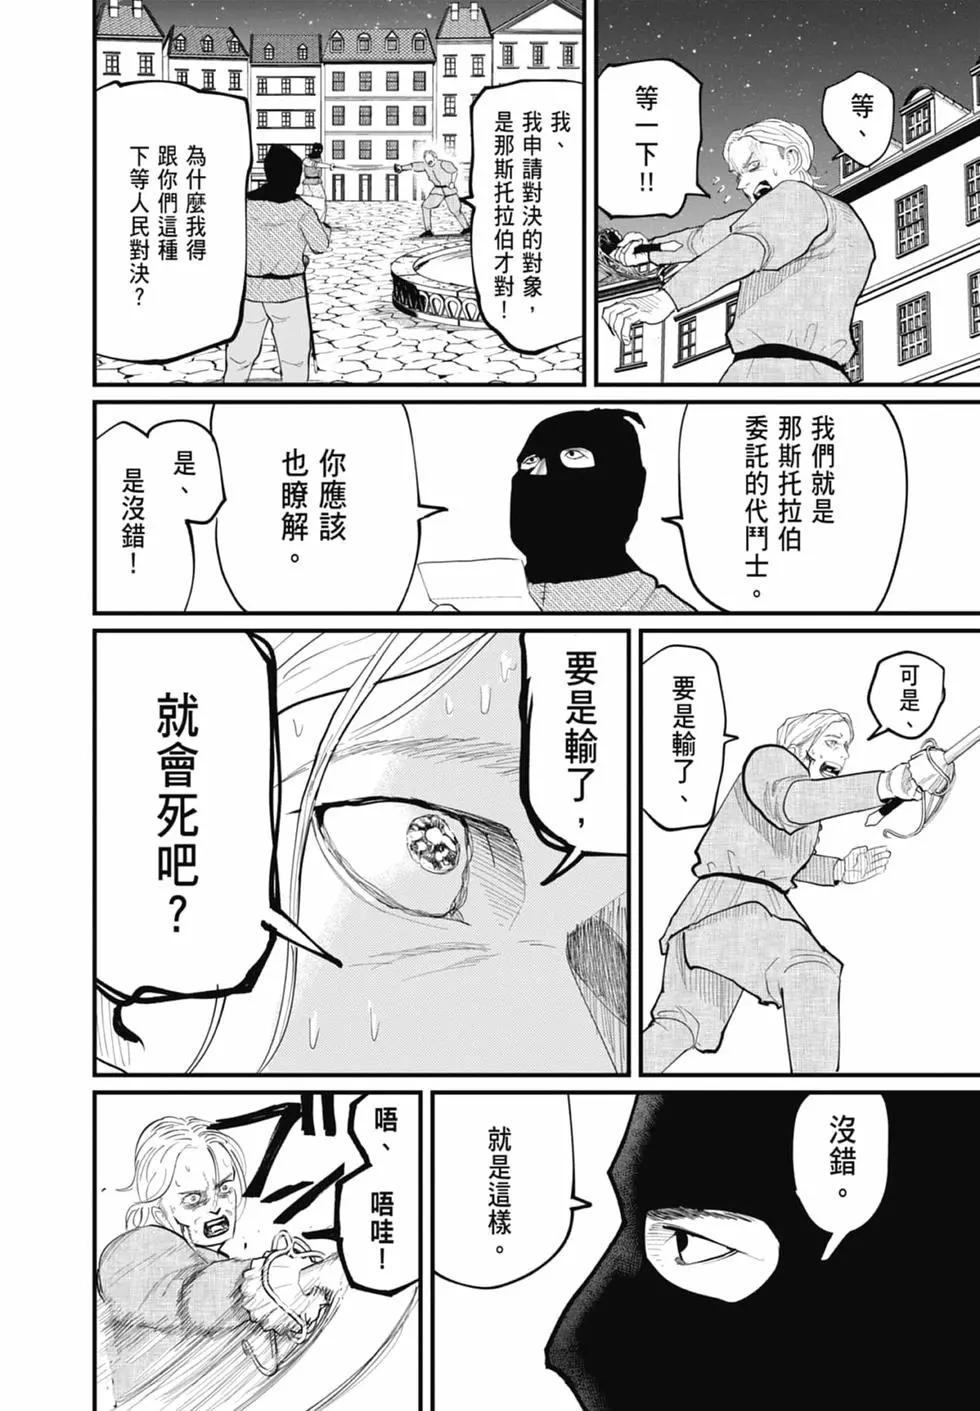 等、
等一下!!
我、
我申請對決的對象，
是那斯托拉伯才對！
為什麼我得
跟你們這種
下等人民對決？
我們就是
那斯托拉伯
委託的代鬥士。
你應該
也瞭解。
是、
是沒錯！
可是、
要是輸了、
要是輸了，
就會死吧？
沒錯。
就是這樣。
唔、
唔哇！